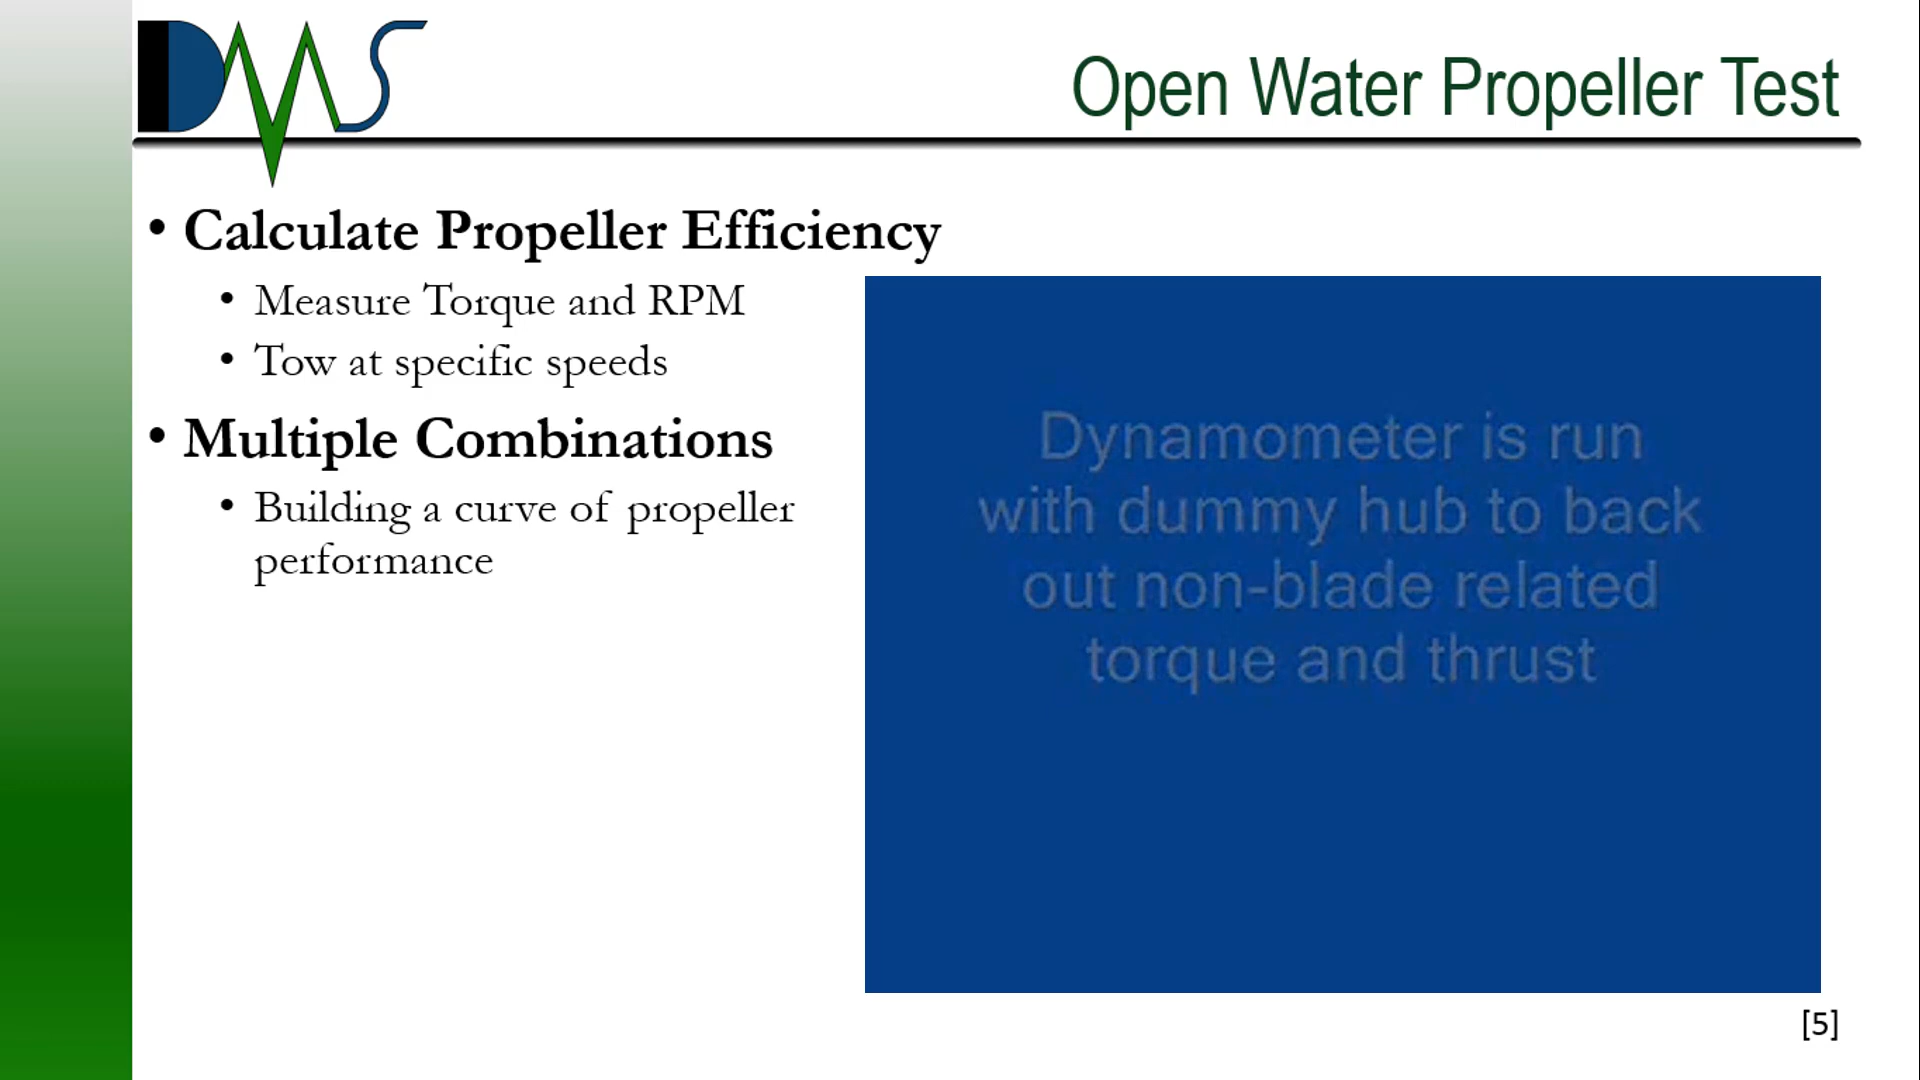 DMS
Open Water Propeller Test
• Calculate Propeller Efficiency
• Measure Torque and RPM
• Tow at specific speeds
• Multiple Combinations
• Building a curve of propeller
performance
Dynamometer is run
with dummy hub to back
out non-blade related
torque and thrust
[5]